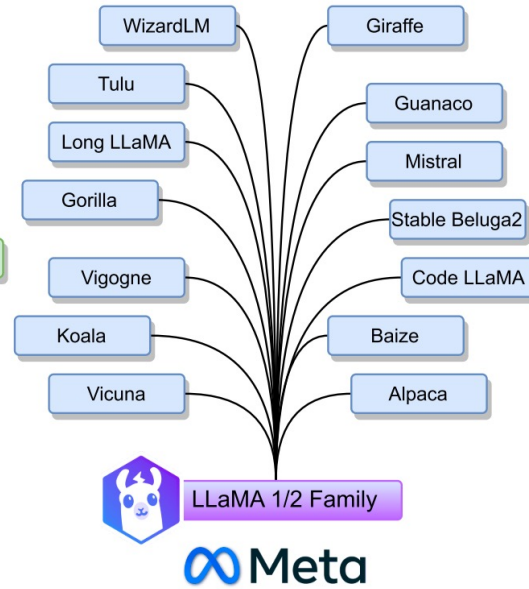 WizardLM
Giraffe
Tulu
Guanaco
Long LLaMA
Mistral
Gorilla
Stable Beluga2
Vigogne
Code LLaMA
Koala
Baize
Vicuna
Alpaca
LLaMA 1/2 Family
Meta